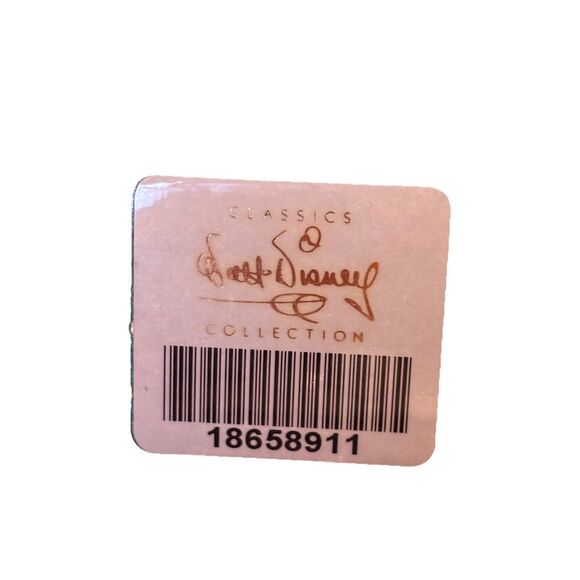 CLASSICS
Walt Disney
COLLECTION
18658911